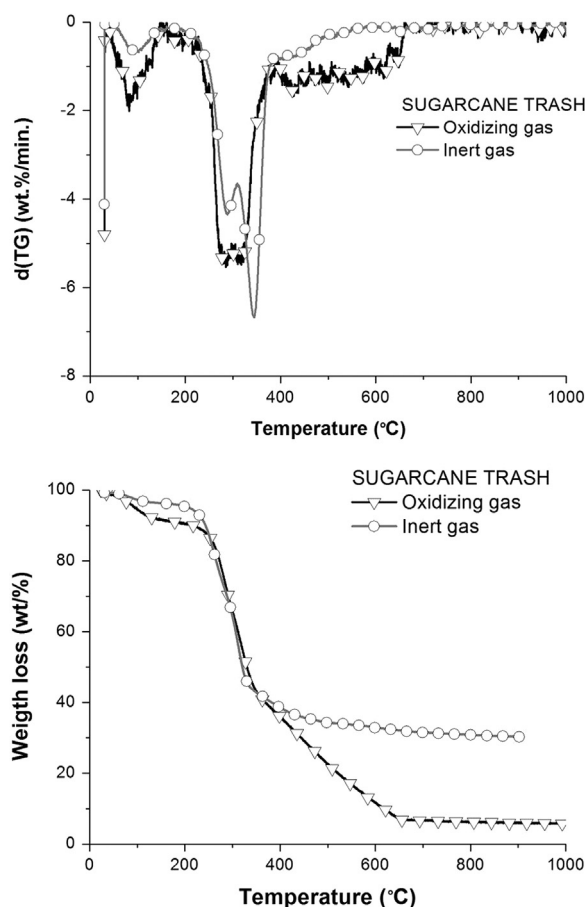 0
SUGARCANE TRASH
Oxidizing gas
Inert gas
-2
-4
-6
-8
d(TG) (wt.%/min.)
0 200 400 600 800 1000
Temperature (°C)
SUGARCANE TRASH
Oxidizing gas
Inert gas
100
80
60
40
20
0
Weigth loss (wt/%)
0 200 400 600 800 1000
Temperature (°C)